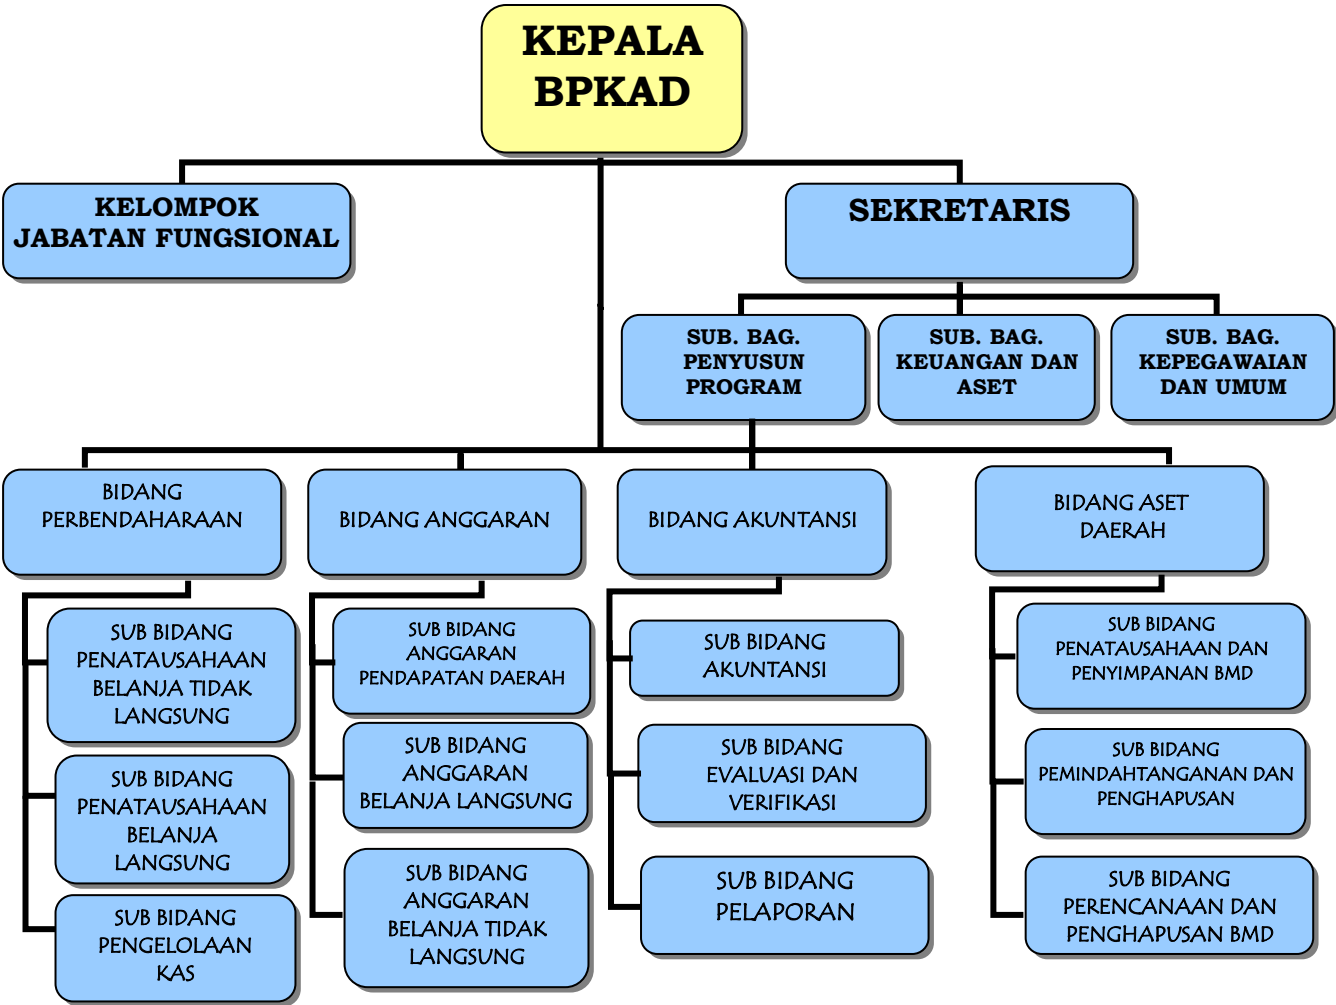 KEPALA
BPKAD
KELOMPOK
JABATAN FUNGSIONAL
SEKRETARIS
SUB. BAG.
PENYUSUN
PROGRAM
SUB. BAG.
KEUANGAN DAN
ASET
SUB. BAG.
KEPEGAWAIAN
DAN UMUM
BIDANG
PERBENDAHARAAN
BIDANG ANGGARAN
BIDANG AKUNTANSI
BIDANG ASET
DAERAH
SUB BIDANG
PENATAUSAHAAN
BELANJA TIDAK
LANGSUNG
SUB BIDANG
PENATAUSAHAAN
BELANJA
LANGSUNG
SUB BIDANG
PENGELOLAAN
KAS
SUB BIDANG
ANGGARAN
PENDAPATAN DAERAH
SUB BIDANG
ANGGARAN
BELANJA LANGSUNG
SUB BIDANG
ANGGARAN
BELANJA TIDAK
LANGSUNG
SUB BIDANG
AKUNTANSI
SUB BIDANG
EVALUASI DAN
VERIFIKASI
SUB BIDANG
PELAPORAN
SUB BIDANG
PENATAUSAHAAN DAN
PENYIMPANAN BMD
SUB BIDANG
PEMINDAHTANGANAN DAN
PENGHAPUSAN
SUB BIDANG
PERENCANAAN DAN
PENGHAPUSAN BMD